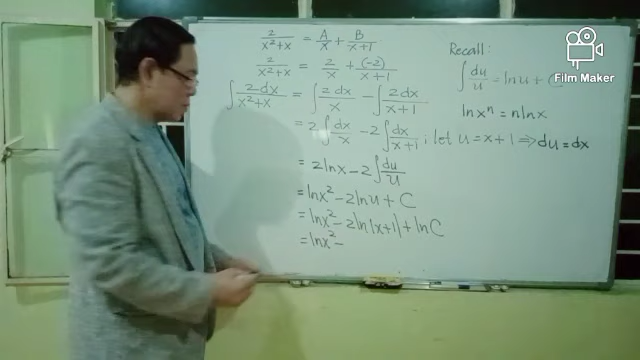 2/(x²+x) = A/x + B/(x+1)
2/(x²+x) = 2/x + (-2)/(x+1)
∫ 2dx/(x²+x) = ∫ 2dx/x - ∫ 2dx/(x+1)
= 2∫ dx/x - 2∫ dx/(x+1) ; let u = x+1 ⇒ du = dx
= 2lnx - 2∫ du/u
= lnx² - 2lnu + C
= lnx² - 2ln|x+1| + lnC
= lnx² -
Recall:
∫ du/u = lnu + C
lnxⁿ = nlnx
Film Maker